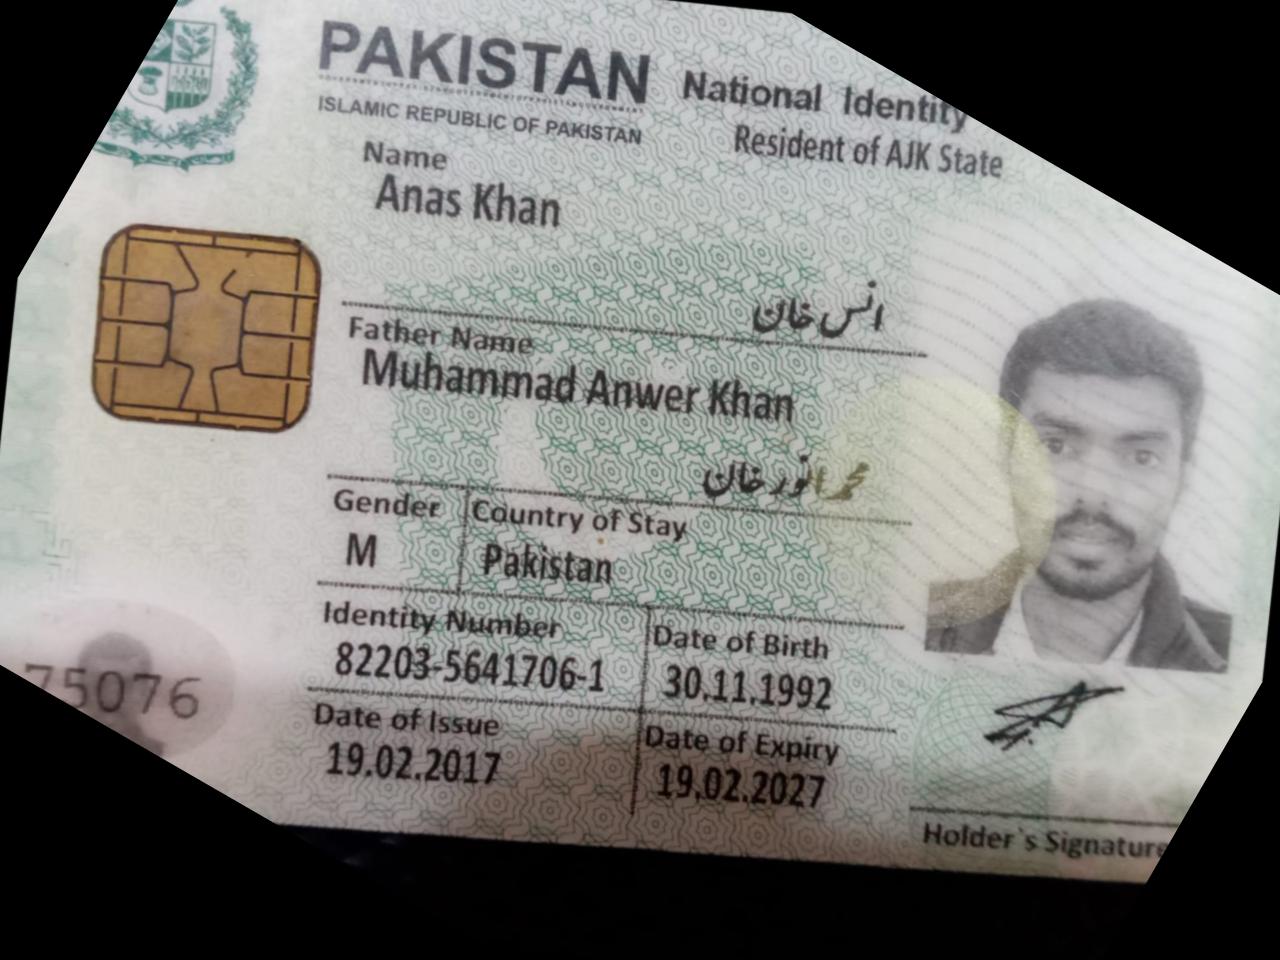 PAKISTAN
National Identity
ISLAMIC REPUBLIC OF PAKISTAN
Resident of AJK State
Name
Anas Khan
انس خان
Father Name
Muhammad Anwer Khan
محمد انور خان
Gender
Country of Stay
M
Pakistan
Identity Number
Date of Birth
82203-5641706-1
30.11.1992
75076
Date of Issue
Date of Expiry
19.02.2017
19.02.2027
Holder's Signature